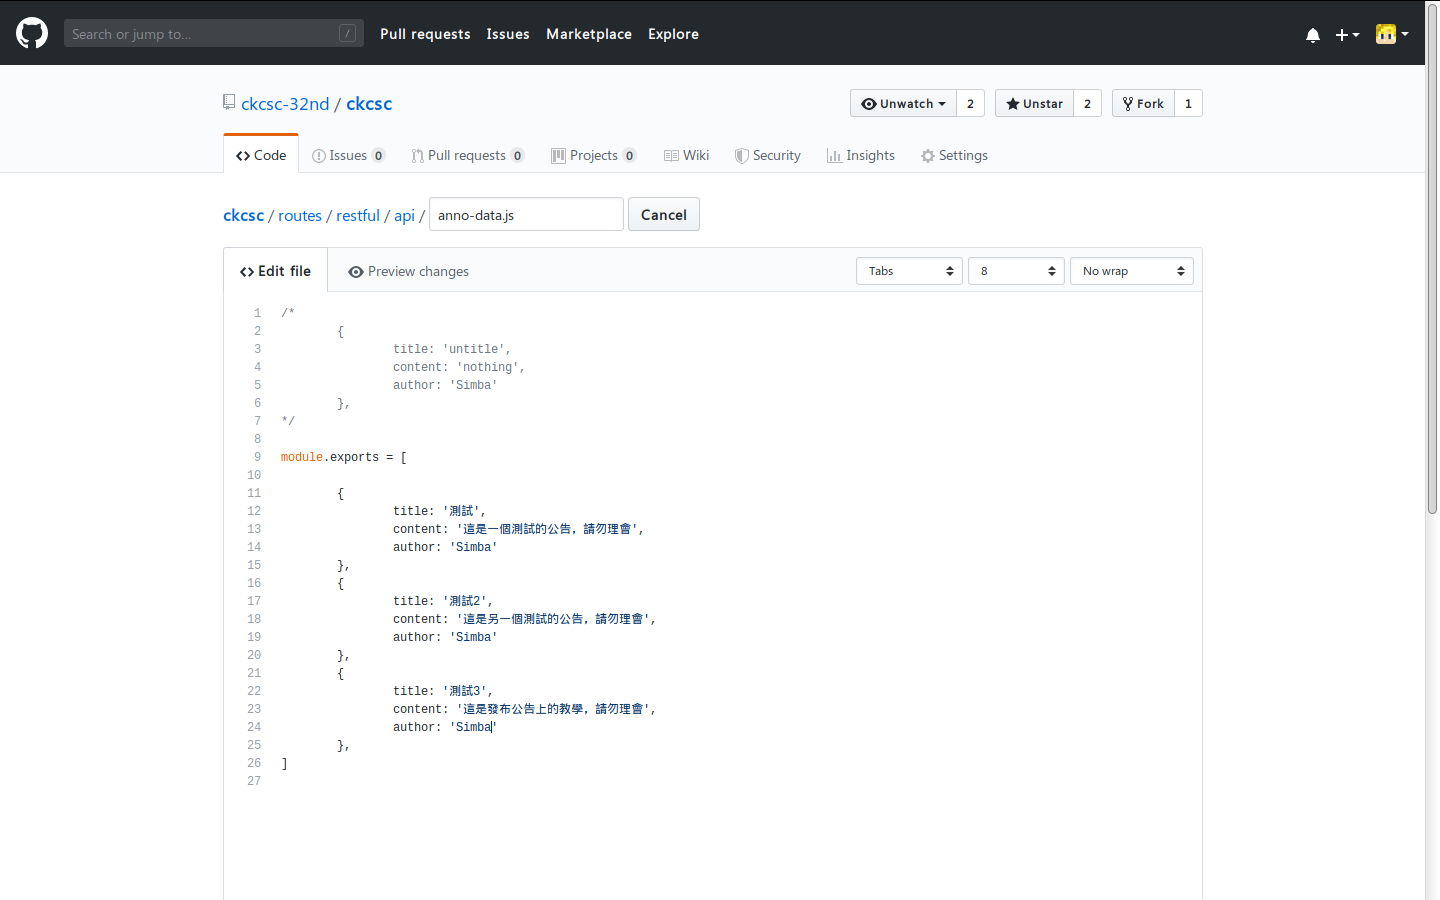 Search or jump to... / Pull requests Issues Marketplace Explore
ckcsc-32nd / ckcsc Unwatch 2 Unstar 2 Fork 1
Code Issues 0 Pull requests 0 Projects 0 Wiki Security Insights Settings
ckcsc / routes / restful / api / anno-data.js Cancel
Edit file Preview changes Tabs 8 No wrap
1 /*
2 {
3 title: 'untitle',
4 content: 'nothing',
5 author: 'Simba'
6 },
7 */
8
9 module.exports = [
10
11 {
12 title: '測試',
13 content: '這是一個測試的公告，請勿理會',
14 author: 'Simba'
15 },
16 {
17 title: '測試2',
18 content: '這是另一個測試的公告，請勿理會',
19 author: 'Simba'
20 },
21 {
22 title: '測試3',
23 content: '這是發布公告上的教學，請勿理會',
24 author: 'Simba'
25 },
26 ]
27